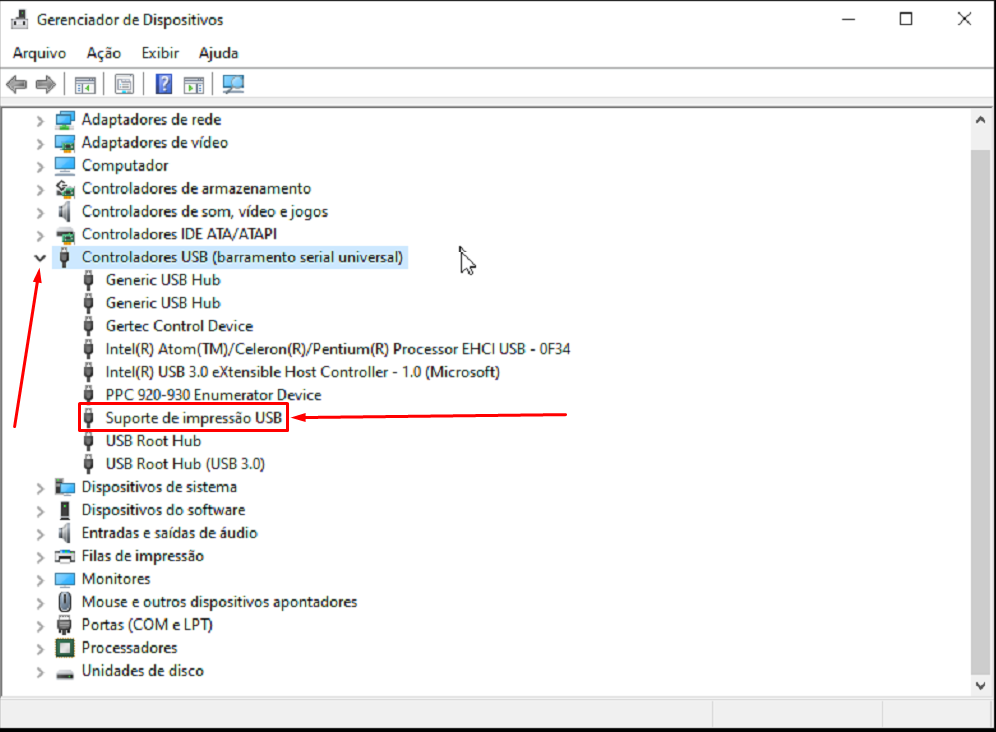 Gerenciador de Dispositivos
Arquivo Ação Exibir Ajuda
Adaptadores de rede
Adaptadores de vídeo
Computador
Controladores de armazenamento
Controladores de som, vídeo e jogos
Controladores IDE ATA/ATAPI
Controladores USB (barramento serial universal)
Generic USB Hub
Generic USB Hub
Gertec Control Device
Intel(R) Atom(TM)/Celeron(R)/Pentium(R) Processor EHCI USB - 0F34
Intel(R) USB 3.0 eXtensible Host Controller - 1.0 (Microsoft)
PPC 920-930 Enumerator Device
Suporte de impressão USB
USB Root Hub
USB Root Hub (USB 3.0)
Dispositivos de sistema
Dispositivos do software
Entradas e saídas de áudio
Filas de impressão
Monitores
Mouse e outros dispositivos apontadores
Portas (COM e LPT)
Processadores
Unidades de disco